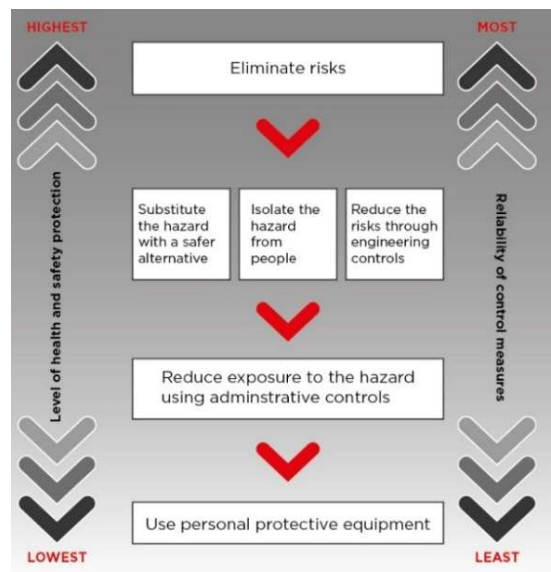 HIGHEST
MOST
Eliminate risks
Substitute
the hazard
with a safer
alternative
Isolate the
hazard
from
people
Reduce the
risks through
engineering
controls
Level of health and safety protection
Reliability of control measures
Reduce exposure to the hazard
using adminstrative controls
Use personal protective equipment
LOWEST
LEAST